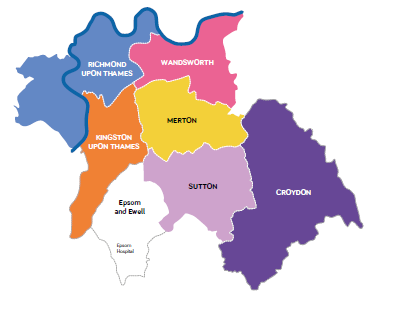 RICHMOND
UPON THAMES
WANDSWORTH
MERTON
KINGSTON
UPON THAMES
SUTTON
CROYDON
Epsom
and Ewell
Epsom
Hospital